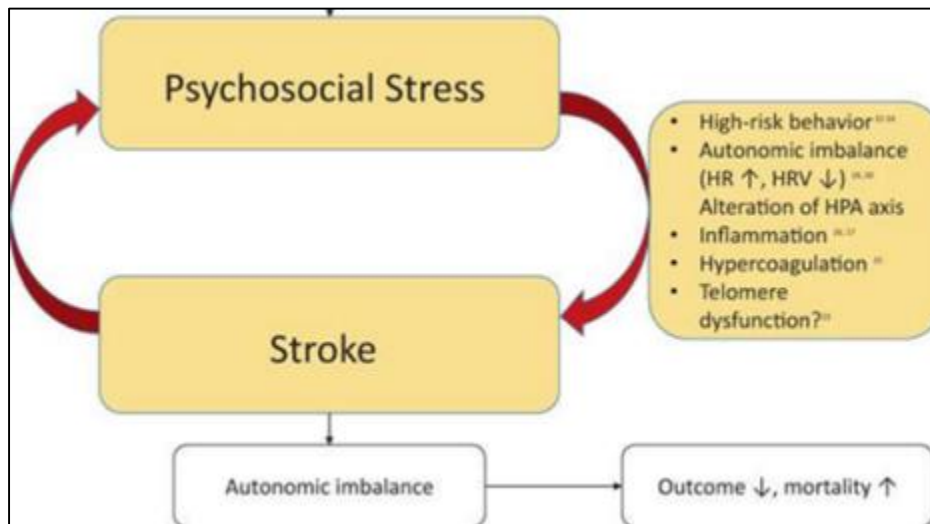 Psychosocial Stress
• High-risk behavior
• Autonomic imbalance
(HR ↑, HRV ↓)
Alteration of HPA axis
• Inflammation
• Hypercoagulation
• Telomere
dysfunction?
Stroke
Autonomic imbalance
Outcome ↓, mortality ↑